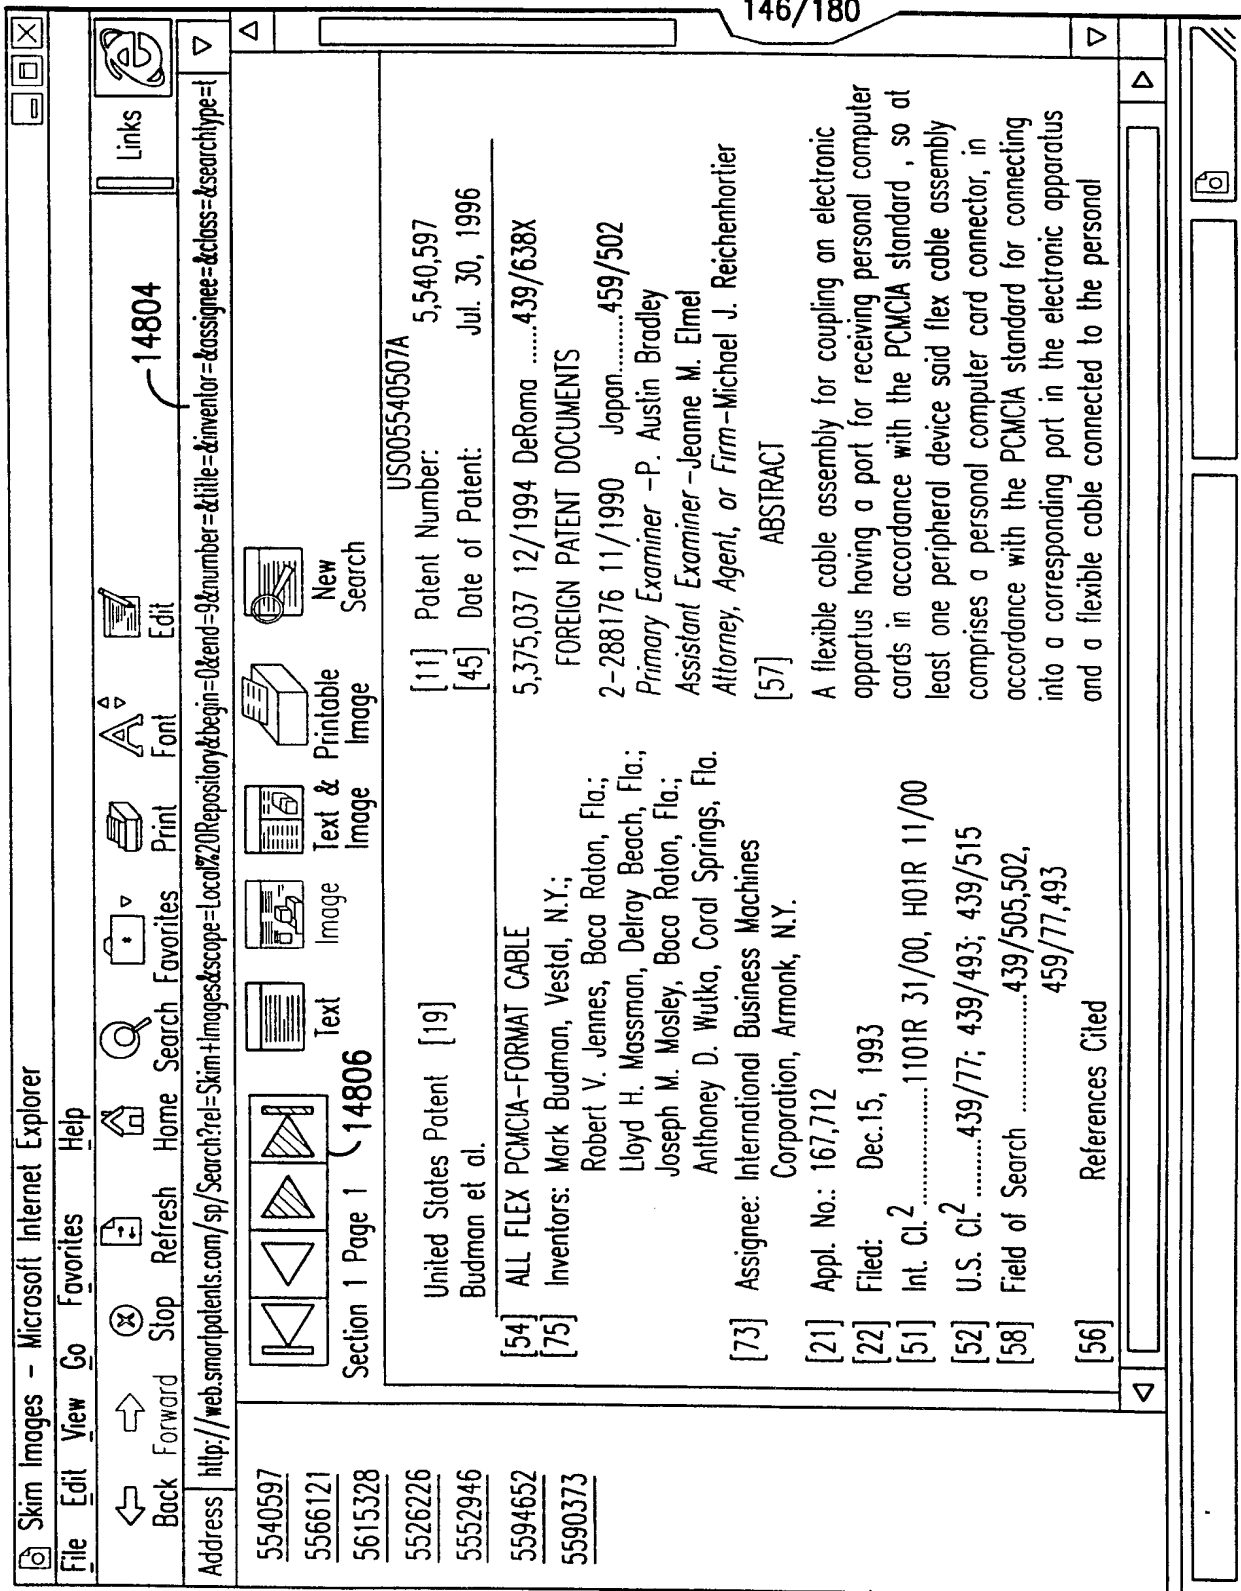 146/180
Skim Images - Microsoft Internet Explorer
File Edit View Go Favorites Help
Back Forward Stop Refresh Home Search Favorites Print Font Edit
Links
14804
Address http://web.smartpatents.com/sp/Search?rel=Skim+Images&scope=Local%20Repository&begin=0&end=9&number=&title=&inventor=&assignee=&class=&searchtype=t
5540597
5566121
5615328
5526226
5552946
5594652
5590373
Section 1 Page 1
14806
Text
Image
Text & Image
Printable Image
New Search
United States Patent [19]
Budman et al.
US005540507A
[11] Patent Number: 5,540,597
[45] Date of Patent: Jul. 30, 1996
[54] ALL FLEX PCMCIA-FORMAT CABLE
[75] Inventors: Mark Budman, Vestal, N.Y.;
Robert V. Jennes, Boca Raton, Fla.;
Lloyd H. Massman, Delray Beach, Fla.;
Joseph M. Mosley, Boca Raton, Fla.;
Anthoney D. Wutka, Coral Springs, Fla.
[73] Assignee: International Business Machines
Corporation, Armonk, N.Y.
[21] Appl. No.: 167,712
[22] Filed: Dec.15, 1993
[51] Int. Cl.2 ..............1101R 31/00, H01R 11/00
[52] U.S. Cl2 ........439/77; 439/493; 439/515
[58] Field of Search ..............439/505,502,
459/77,493
[56] References Cited
5,375,037 12/1994 DeRoma ......439/638X
FOREIGN PATENT DOCUMENTS
2-288176 11/1990 Japan.........459/502
Primary Examiner -P. Austin Bradley
Assistant Examiner -Jeanne M. Elmel
Attorney, Agent, or Firm-Michael J. Reichenhortier
[57] ABSTRACT
A flexible cable assembly for coupling an electronic
appartus having a port for receiving personal computer
cards in accordance with the PCMCIA standard , so at
least one peripheral device said flex cable assembly
comprises a personal computer card connector, in
accordance with the PCMCIA standard for connecting
into a corresponding port in the electronic apparatus
and a flexible cable connected to the personal